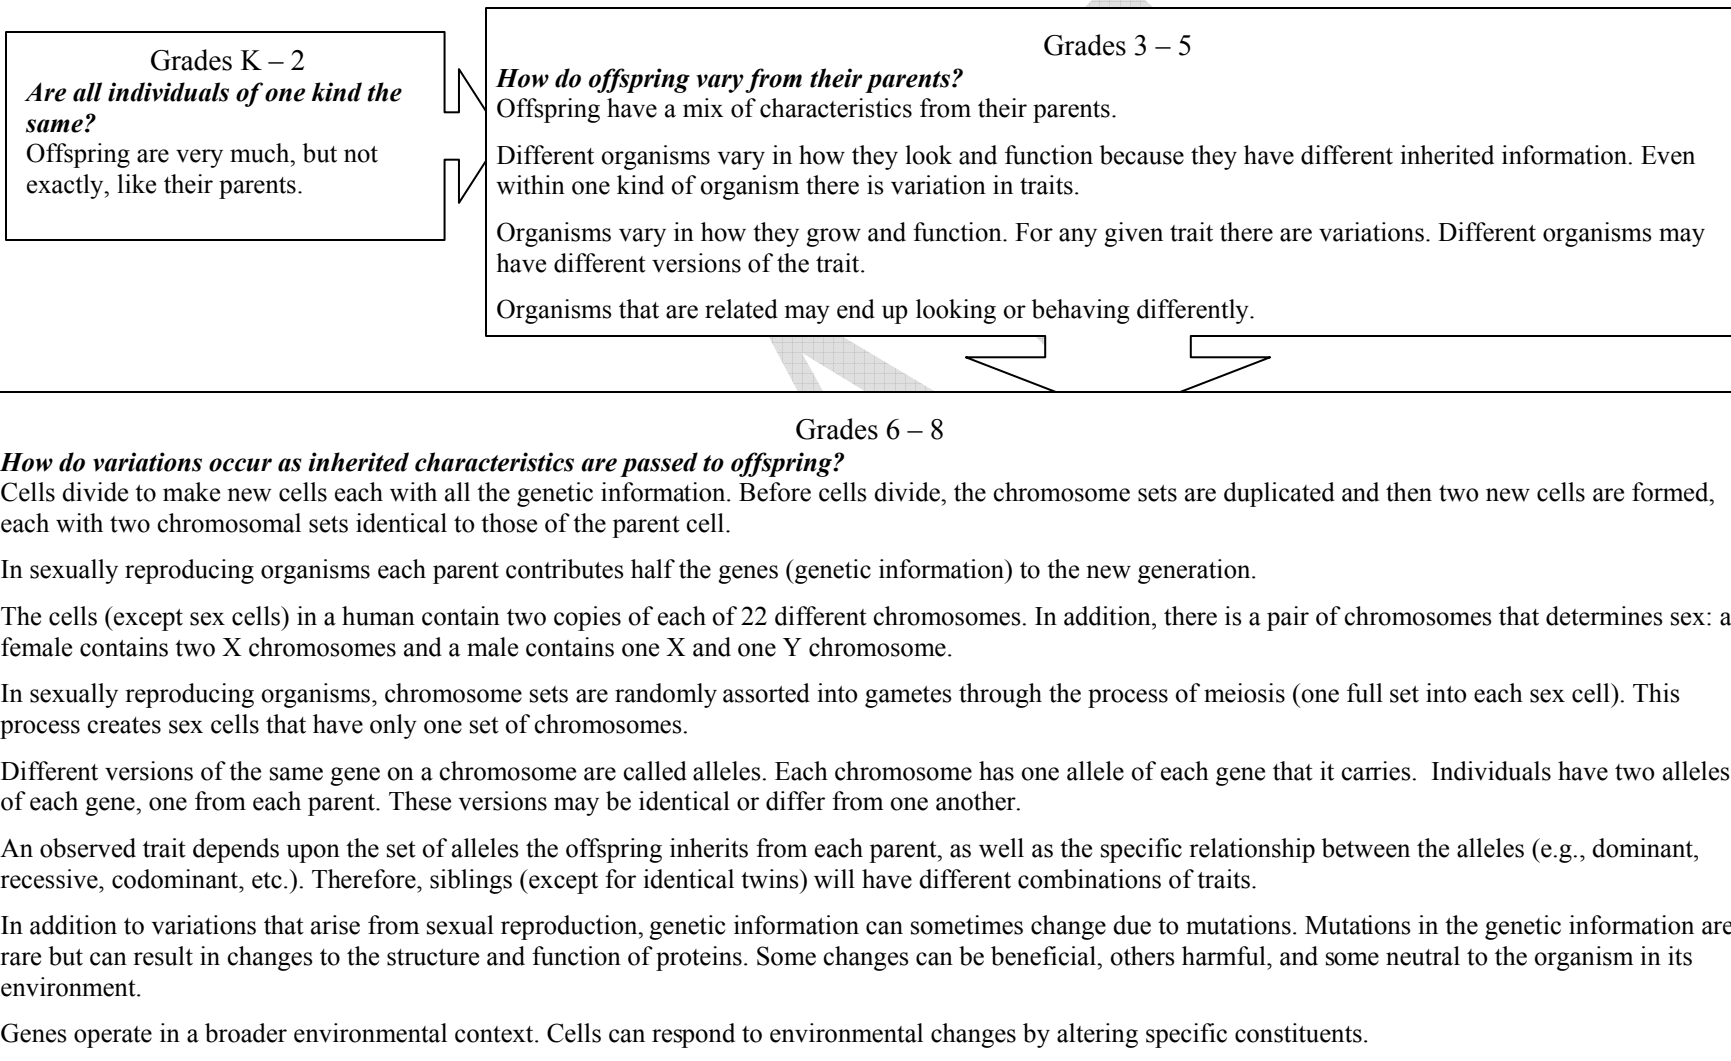 Grades K – 2
Are all individuals of one kind the
same?
Offspring are very much, but not
exactly, like their parents.
Grades 3 – 5
How do offspring vary from their parents?
Offspring have a mix of characteristics from their parents.
Different organisms vary in how they look and function because they have different inherited information. Even
within one kind of organism there is variation in traits.
Organisms vary in how they grow and function. For any given trait there are variations. Different organisms may
have different versions of the trait.
Organisms that are related may end up looking or behaving differently.
Grades 6 – 8
How do variations occur as inherited characteristics are passed to offspring?
Cells divide to make new cells each with all the genetic information. Before cells divide, the chromosome sets are duplicated and then two new cells are formed,
each with two chromosomal sets identical to those of the parent cell.
In sexually reproducing organisms each parent contributes half the genes (genetic information) to the new generation.
The cells (except sex cells) in a human contain two copies of each of 22 different chromosomes. In addition, there is a pair of chromosomes that determines sex: a
female contains two X chromosomes and a male contains one X and one Y chromosome.
In sexually reproducing organisms, chromosome sets are randomly assorted into gametes through the process of meiosis (one full set into each sex cell). This
process creates sex cells that have only one set of chromosomes.
Different versions of the same gene on a chromosome are called alleles. Each chromosome has one allele of each gene that it carries. Individuals have two alleles
of each gene, one from each parent. These versions may be identical or differ from one another.
An observed trait depends upon the set of alleles the offspring inherits from each parent, as well as the specific relationship between the alleles (e.g., dominant,
recessive, codominant, etc.). Therefore, siblings (except for identical twins) will have different combinations of traits.
In addition to variations that arise from sexual reproduction, genetic information can sometimes change due to mutations. Mutations in the genetic information are
rare but can result in changes to the structure and function of proteins. Some changes can be beneficial, others harmful, and some neutral to the organism in its
environment.
Genes operate in a broader environmental context. Cells can respond to environmental changes by altering specific constituents.